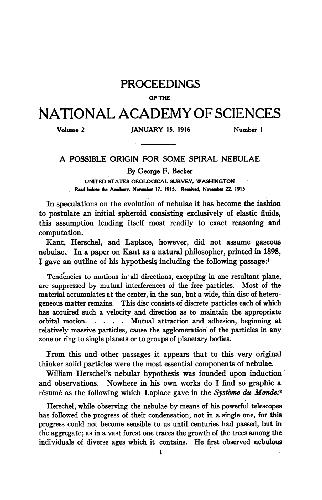 PROCEEDINGS
OF THE
NATIONAL ACADEMY OF SCIENCES
Volume 2 JANUARY 15, 1916 Number 1
A POSSIBLE ORIGIN FOR SOME SPIRAL NEBULAE
By George F. Becker
UNITED STATES GEOLOGICAL SURVEY, WASHINGTON
Read before the Academy, November 17, 1915. Received, November 22, 1915
In speculations on the evolution of nebulae it has become the fashion
to postulate an initial spheroid consisting exclusively of elastic fluids,
this assumption lending itself most readily to exact reasoning and
computation.
Kant, Herschel, and Laplace, however, did not assume gaseous
nebulae. In a paper on Kant as a natural philosopher, printed in 1898,
I gave an outline of his hypothesis including the following passage:¹
Tendencies to motions in all directions, excepting in one resultant plane,
are suppressed by mutual interferences of the free particles. Most of the
material accumulates at the center, in the sun, but a wide, thin disc of hetero-
geneous matter remains. This disc consists of discrete particles each of which
has acquired such a velocity and direction as to maintain the appropriate
orbital motion. . . . . . Mutual attraction and adhesion, beginning at
relatively massive particles, cause the agglomeration of the particles in any
zone or ring to single planets or to groups of planetary bodies.
From this and other passages it appears that to this very original
thinker solid particles were the most essential components of nebulae.
William Herschel's nebular hypothesis was founded upon induction
and observations. Nowhere in his own works do I find so graphic a
résumé as the following which Laplace gave in the Système du Monde:²
Herschel, while observing the nebulae by means of his powerful telescopes
has followed the progress of their condensation, not in a single one, for this
progress could not become sensible to us until centuries had passed, but in
the aggregate; as in a vast forest one traces the growth of the trees among the
individuals of diverse ages which it contains. He first observed nebulous
1